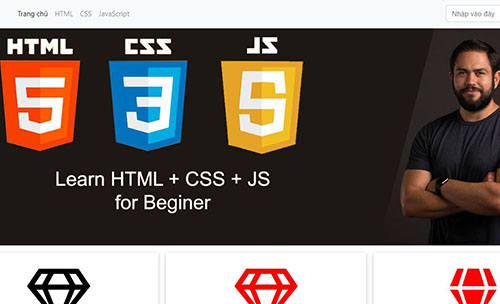 Trang chủ HTML CSS JavaScript Nhập vào đây
HTML CSS JS
5 3 5
Learn HTML + CSS + JS
for Beginer